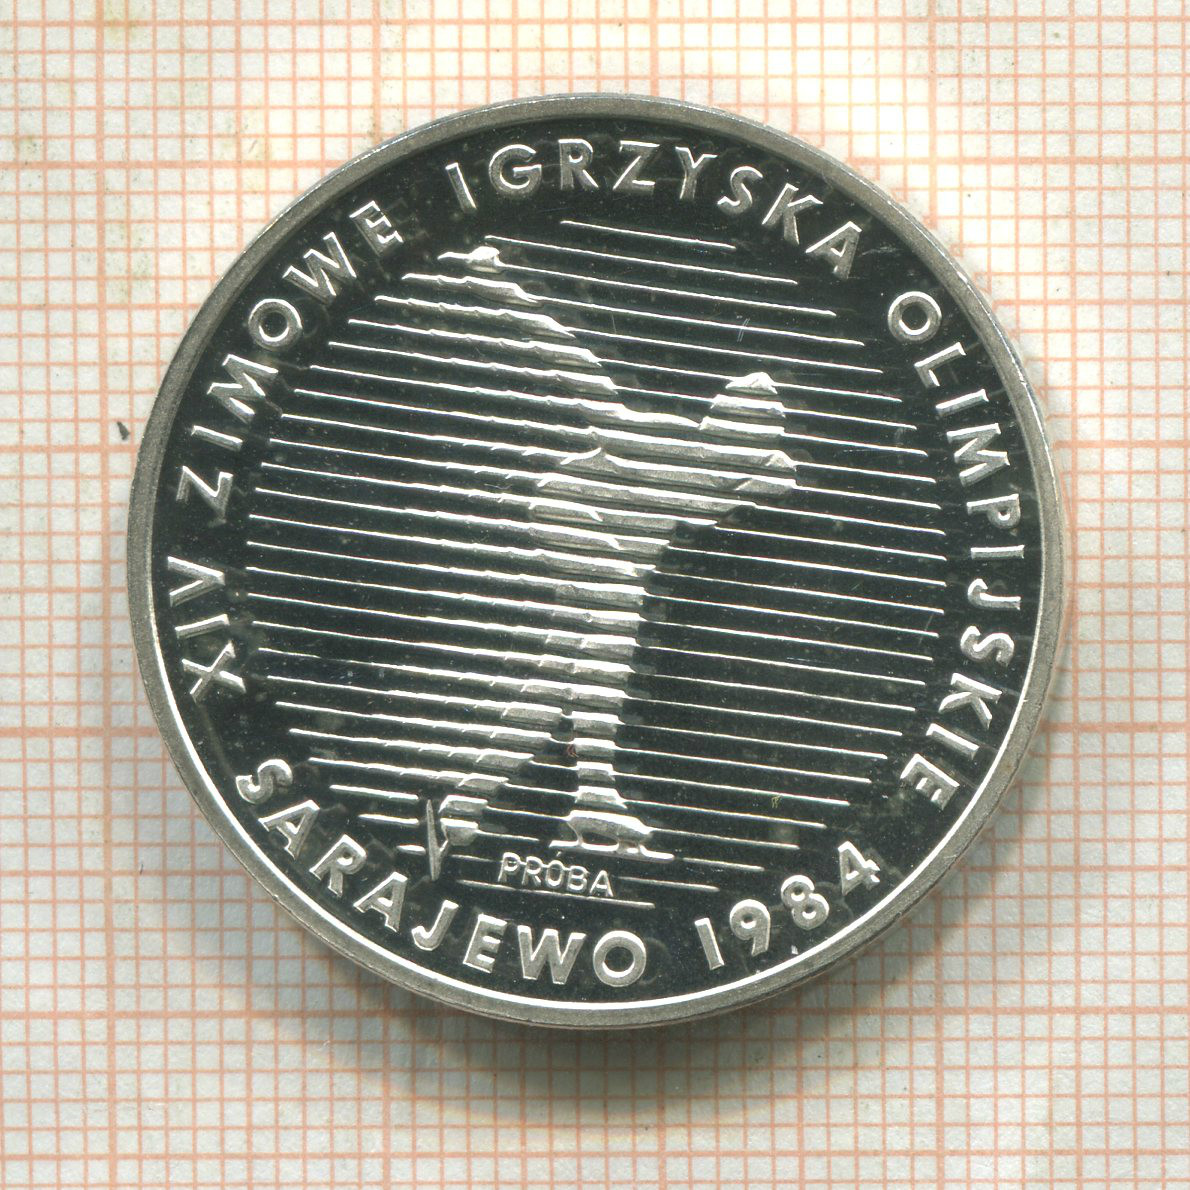 XIV ZIMOWE IGRZYSKA OLIMPIJSKIE
SARAJEWO 1984
PRÓBA